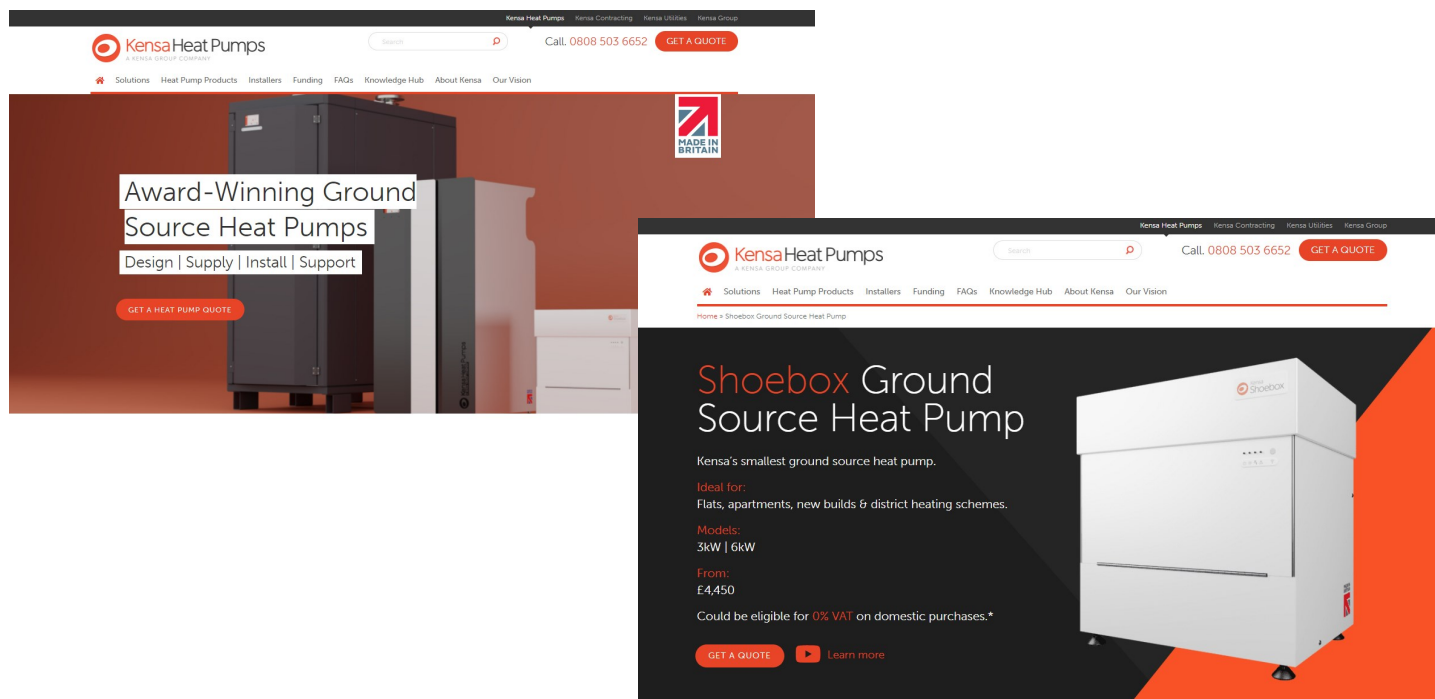 Kensa Heat Pumps Kensa Contracting Kensa Utilities Kensa Group
Kensa Heat Pumps
A KENSA GROUP COMPANY
Search
Call. 0808 503 6652 GET A QUOTE
Solutions Heat Pump Products Installers Funding FAQs Knowledge Hub About Kensa Our Vision
MADE IN
BRITAIN
Award-Winning Ground
Source Heat Pumps
Design | Supply | Install | Support
GET A HEAT PUMP QUOTE
Kensa Heat Pumps
Kensa Heat Pumps Kensa Contracting Kensa Utilities Kensa Group
Kensa Heat Pumps
A KENSA GROUP COMPANY
Search
Call. 0808 503 6652 GET A QUOTE
Solutions Heat Pump Products Installers Funding FAQs Knowledge Hub About Kensa Our Vision
Home » Shoebox Ground Source Heat Pump
Shoebox Ground
Source Heat Pump
Kensa's smallest ground source heat pump.
Ideal for:
Flats, apartments, new builds & district heating schemes.
Models:
3kW | 6kW
From:
£4,450
Could be eligible for 0% VAT on domestic purchases.*
GET A QUOTE Learn more
Shoebox